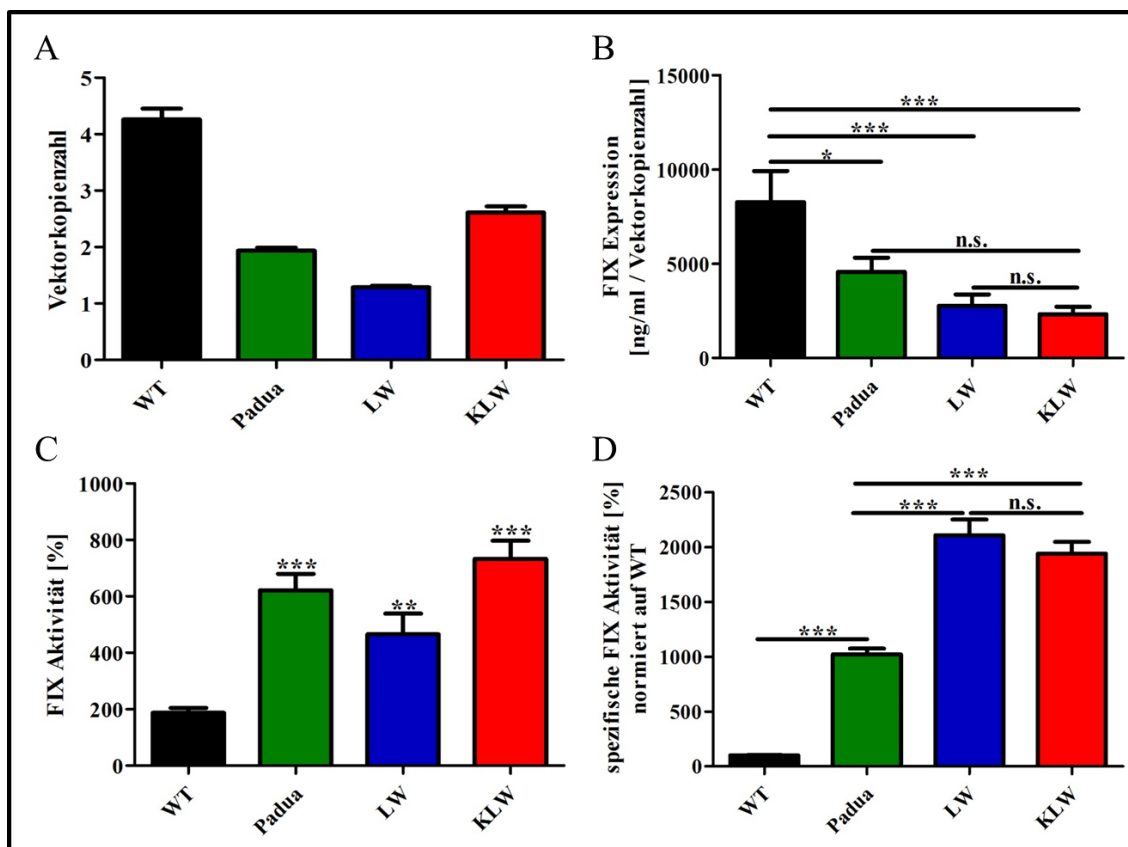 A
Vektorkopienzahl
5
4
3
2
1
0
WT
Padua
LW
KLW
B
FIX Expression
[ng/ml / Vektorkopienzahl]
15000
10000
5000
0
***
***
*
n.s.
n.s.
WT
Padua
LW
KLW
C
FIX Aktivität [%]
1000
800
600
400
200
0
***
**
***
WT
Padua
LW
KLW
D
spezifische FIX Aktivität [%]
normiert auf WT
2500
2000
1500
1000
500
0
***
***
n.s.
***
WT
Padua
LW
KLW